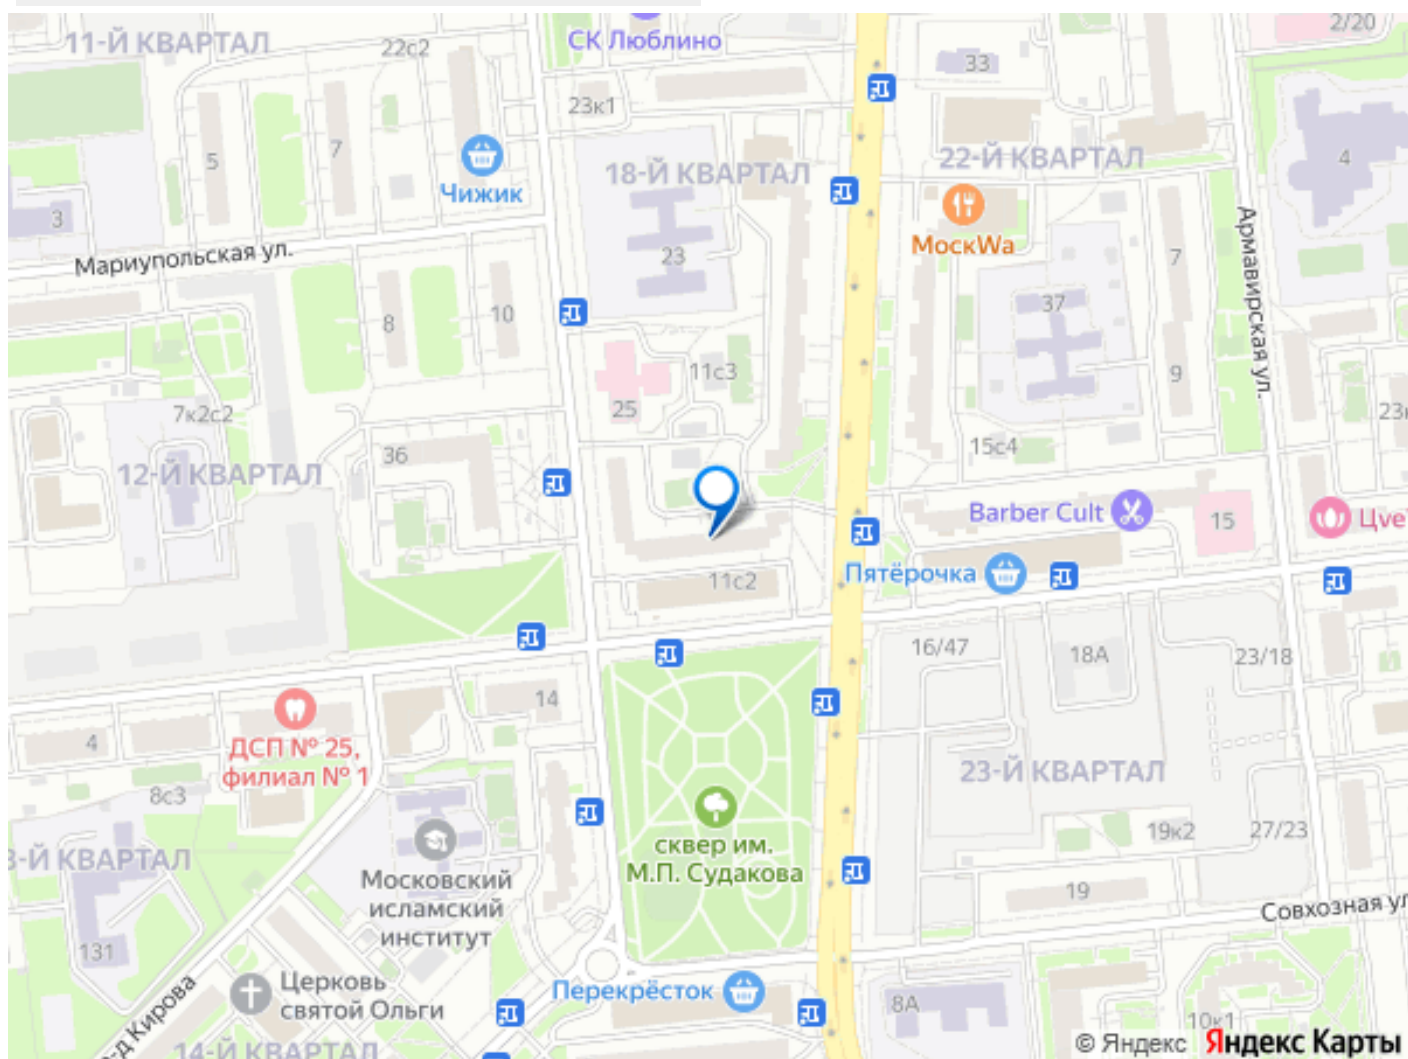 11-Й КВАРТАЛ
22с2
СК Люблино
2/20
33
23к1
5
7
Чижик
18-Й КВАРТАЛ
22-Й КВАРТАЛ
4
3
МоскWa
Армавирская ул.
Мариупольская ул.
23
7
37
8
10
11с3
9
25
7к2с2
23к
36
15с4
12-Й КВАРТАЛ
Barber Cult
15
Цве
Пятёрочка
11с2
16/47
18А
23/18
14
4
ДСП № 25,
филиал № 1
23-Й КВАРТАЛ
8с3
сквер им.
М.П. Судакова
19к2
27/23
3-Й КВАРТАЛ
Московский
исламский
институт
19
Совхозная ул
131
Церковь
святой Ольги
Перекрёсток
8А
10к1
д Кирова
14-Й КВАРТАЛ
© Яндекс Яндекс Карты